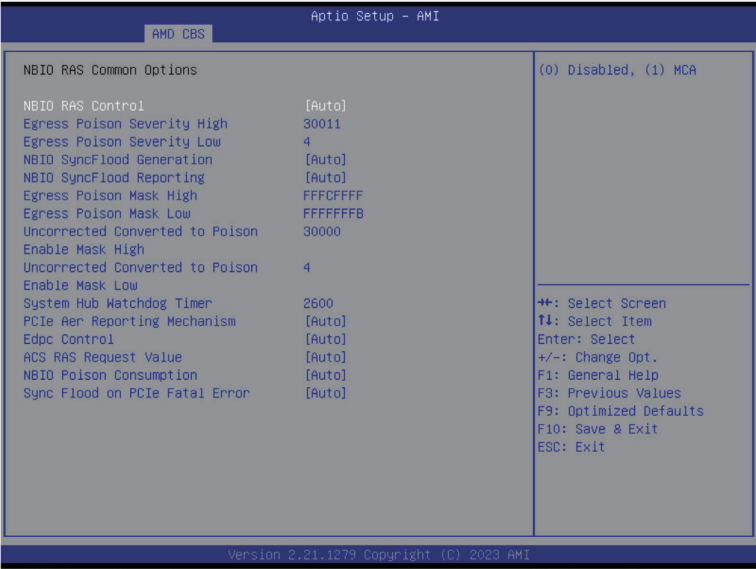 Aptio Setup - AMI
AMD CBS
NBIO RAS Common Options
NBIO RAS Control [Auto]
Egress Poison Severity High 30011
Egress Poison Severity Low 4
NBIO SyncFlood Generation [Auto]
NBIO SyncFlood Reporting [Auto]
Egress Poison Mask High FFFCFFFF
Egress Poison Mask Low FFFFFFFB
Uncorrected Converted to Poison 30000
Enable Mask High
Uncorrected Converted to Poison 4
Enable Mask Low
System Hub Watchdog Timer 2600
PCIe Aer Reporting Mechanism [Auto]
Edpc Control [Auto]
ACS RAS Request Value [Auto]
NBIO Poison Consumption [Auto]
Sync Flood on PCIe Fatal Error [Auto]
(0) Disabled, (1) MCA
→←: Select Screen
↑↓: Select Item
Enter: Select
+/-: Change Opt.
F1: General Help
F3: Previous Values
F9: Optimized Defaults
F10: Save & Exit
ESC: Exit
Version 2.21.1279 Copyright (C) 2023 AMI